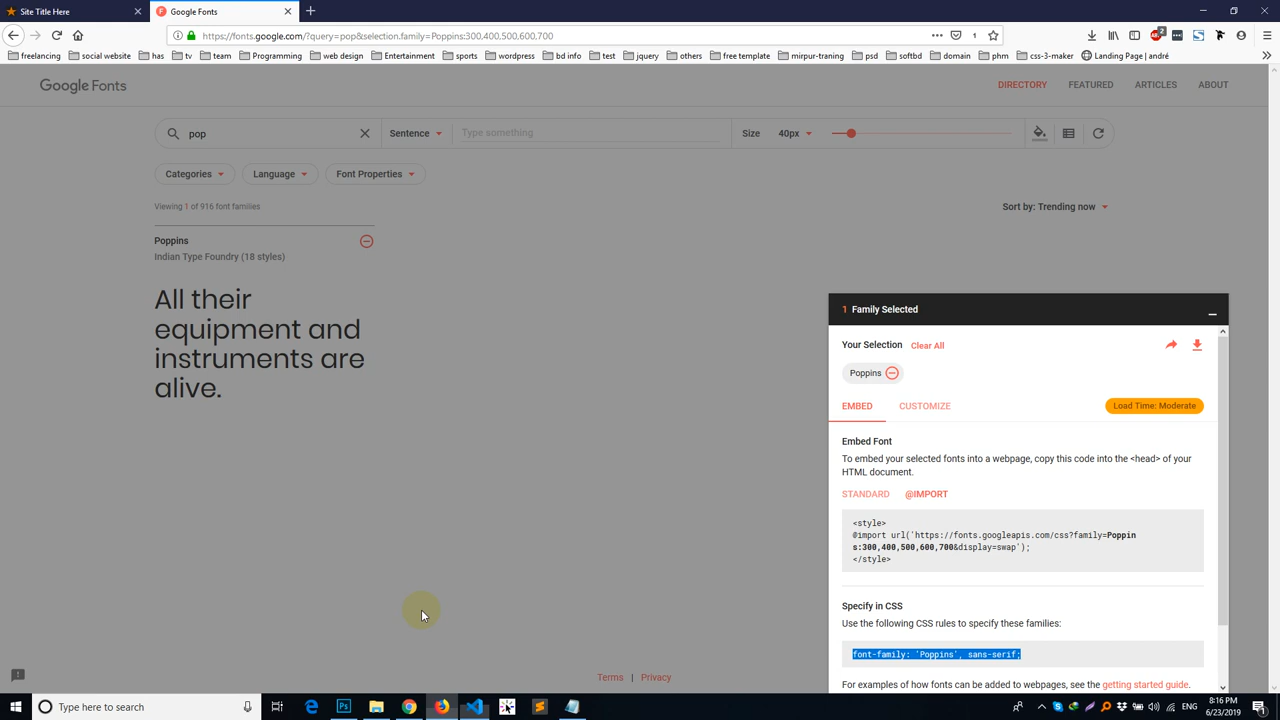 Site Title Here
Google Fonts
https://fonts.google.com/?query=pop&selection.family=Poppins:300,400,500,600,700
freelancing
social website
has
tv
team
Programming
web design
Entertainment
sports
wordpress
bd info
test
jquery
others
free template
mirpur-traning
psd
softbd
domain
phm
css-3-maker
Landing Page | andré
Google Fonts
DIRECTORY
FEATURED
ARTICLES
ABOUT
pop
Sentence
Type something
Size
40px
Categories
Language
Font Properties
Viewing 1 of 916 font families
Sort by: Trending now
Poppins
Indian Type Foundry (18 styles)
All their
equipment and
instruments are
alive.
1 Family Selected
Your Selection
Clear All
Poppins
EMBED
CUSTOMIZE
Load Time: Moderate
Embed Font
To embed your selected fonts into a webpage, copy this code into the <head> of your
HTML document.
STANDARD
@IMPORT
<style>
@import url('https://fonts.googleapis.com/css?family=Poppin
s:300,400,500,600,700&display=swap');
</style>
Specify in CSS
Use the following CSS rules to specify these families:
font-family: 'Poppins', sans-serif;
For examples of how fonts can be added to webpages, see the getting started guide.
Terms | Privacy
Type here to search
ENG
8:16 PM
6/23/2019